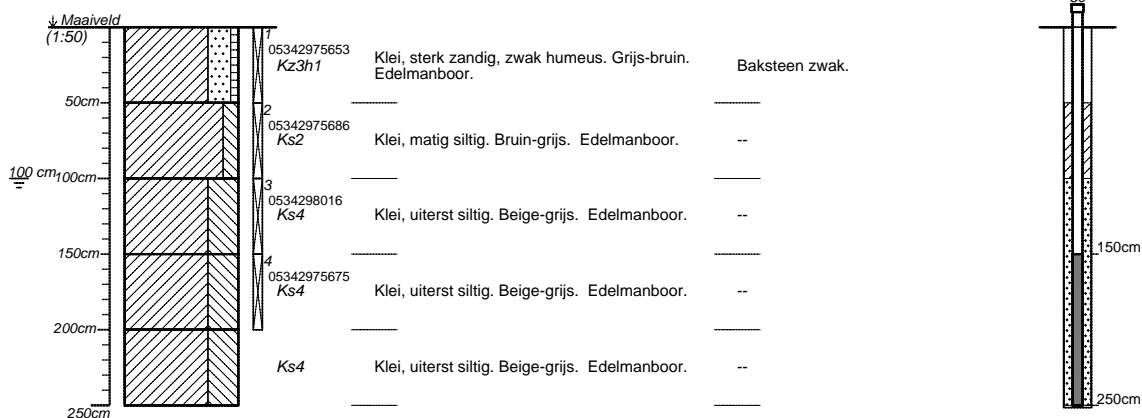 Maaiveld
(1:50)
1
05342975653
Kz3h1
Klei, sterk zandig, zwak humeus. Grijs-bruin.
Edelmanboor.
Baksteen zwak.
50cm
2
05342975686
Ks2
Klei, matig siltig. Bruin-grijs. Edelmanboor.
--
100 cm
100cm
3
0534298016
Ks4
Klei, uiterst siltig. Beige-grijs. Edelmanboor.
--
150cm
4
05342975675
Ks4
Klei, uiterst siltig. Beige-grijs. Edelmanboor.
--
200cm
Ks4
Klei, uiterst siltig. Beige-grijs. Edelmanboor.
--
250cm
150cm
250cm